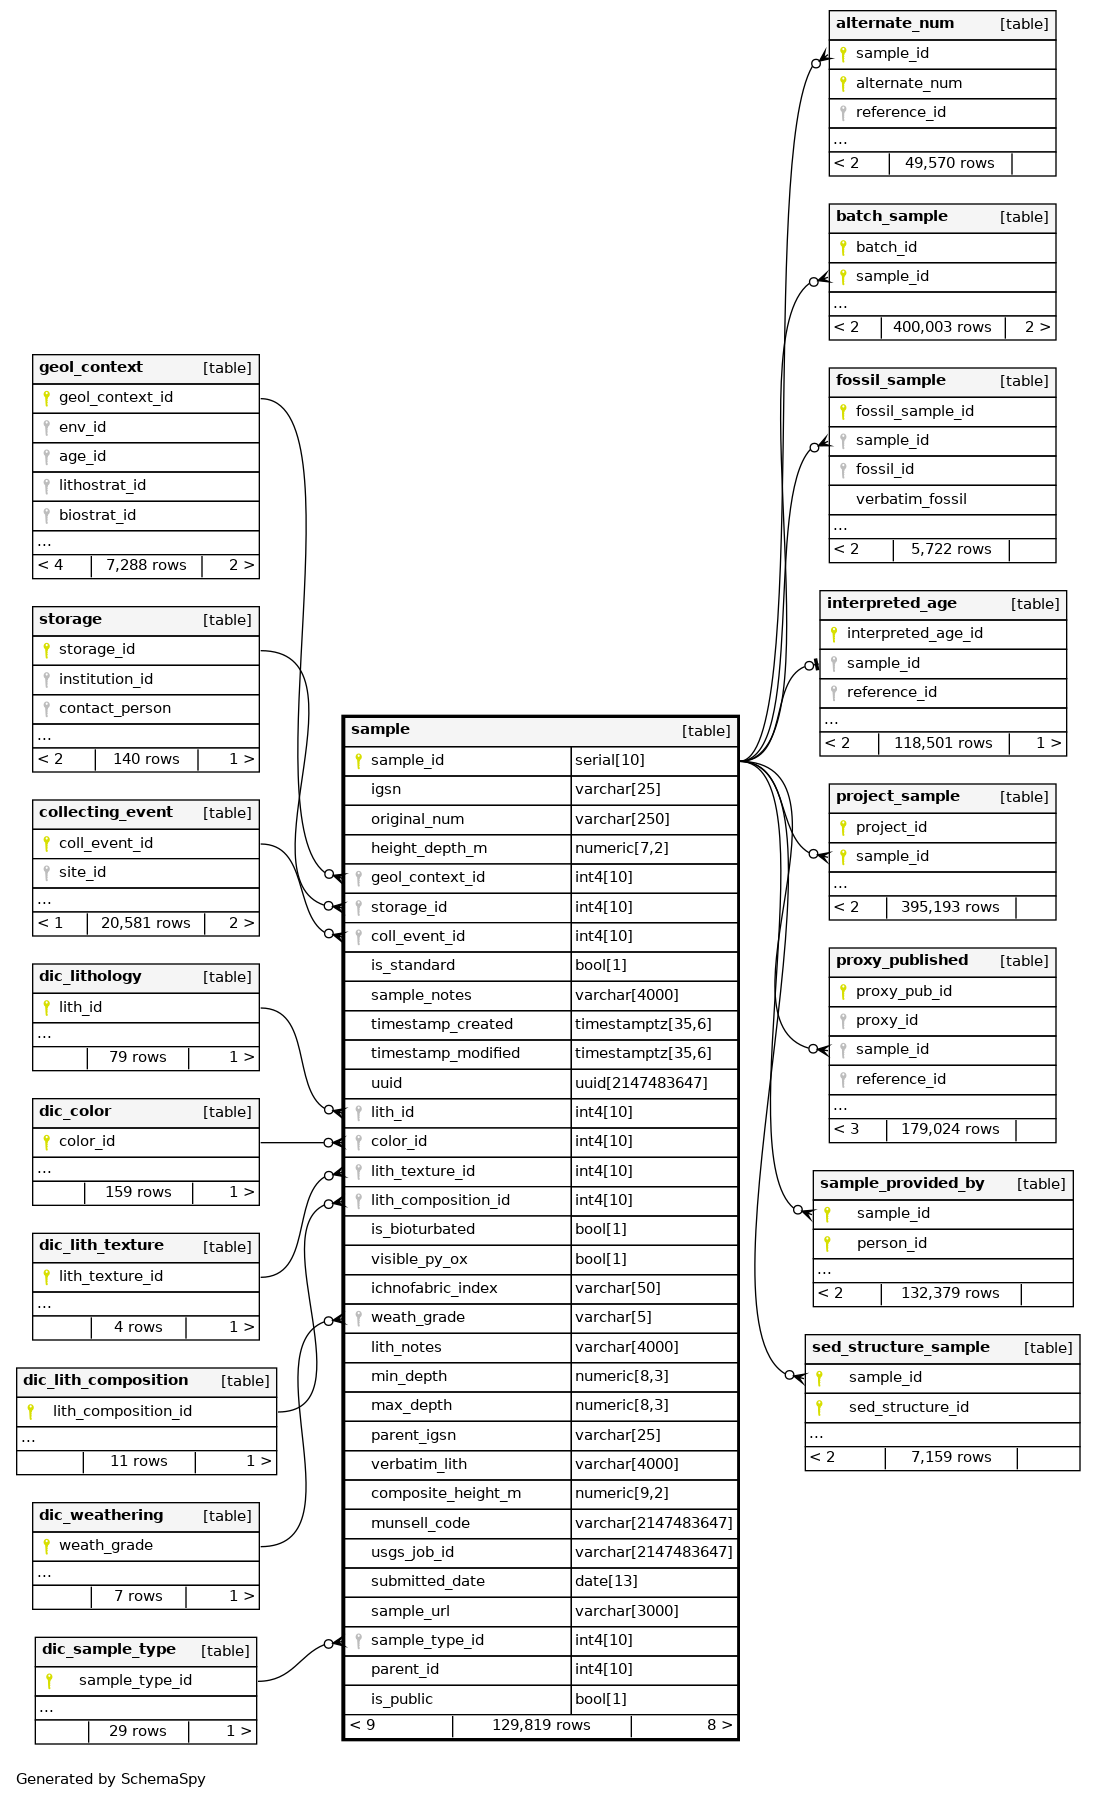 alternate_num [table]
sample_id
alternate_num
reference_id
...
< 2 49,570 rows
batch_sample [table]
batch_id
sample_id
...
< 2 400,003 rows 2 >
fossil_sample [table]
fossil_sample_id
sample_id
fossil_id
verbatim_fossil
...
< 2 5,722 rows
interpreted_age [table]
interpreted_age_id
sample_id
reference_id
...
< 2 118,501 rows 1 >
project_sample [table]
project_id
sample_id
...
< 2 395,193 rows
proxy_published [table]
proxy_pub_id
proxy_id
sample_id
reference_id
...
< 3 179,024 rows
sample_provided_by [table]
sample_id
person_id
...
< 2 132,379 rows
sed_structure_sample [table]
sample_id
sed_structure_id
...
< 2 7,159 rows
geol_context [table]
geol_context_id
env_id
age_id
lithostrat_id
biostrat_id
...
< 4 7,288 rows 2 >
storage [table]
storage_id
institution_id
contact_person
...
< 2 140 rows 1 >
collecting_event [table]
coll_event_id
site_id
...
< 1 20,581 rows 2 >
dic_lithology [table]
lith_id
...
79 rows 1 >
dic_color [table]
color_id
...
159 rows 1 >
dic_lith_texture [table]
lith_texture_id
...
4 rows 1 >
dic_lith_composition [table]
lith_composition_id
...
11 rows 1 >
dic_weathering [table]
weath_grade
...
7 rows 1 >
dic_sample_type [table]
sample_type_id
...
29 rows 1 >
sample [table]
sample_id serial[10]
igsn varchar[25]
original_num varchar[250]
height_depth_m numeric[7,2]
geol_context_id int4[10]
storage_id int4[10]
coll_event_id int4[10]
is_standard bool[1]
sample_notes varchar[4000]
timestamp_created timestamptz[35,6]
timestamp_modified timestamptz[35,6]
uuid uuid[2147483647]
lith_id int4[10]
color_id int4[10]
lith_texture_id int4[10]
lith_composition_id int4[10]
is_bioturbated bool[1]
visible_py_ox bool[1]
ichnofabric_index varchar[50]
weath_grade varchar[5]
lith_notes varchar[4000]
min_depth numeric[8,3]
max_depth numeric[8,3]
parent_igsn varchar[25]
verbatim_lith varchar[4000]
composite_height_m numeric[9,2]
munsell_code varchar[2147483647]
usgs_job_id varchar[2147483647]
submitted_date date[13]
sample_url varchar[3000]
sample_type_id int4[10]
parent_id int4[10]
is_public bool[1]
< 9 129,819 rows 8 >
Generated by SchemaSpy